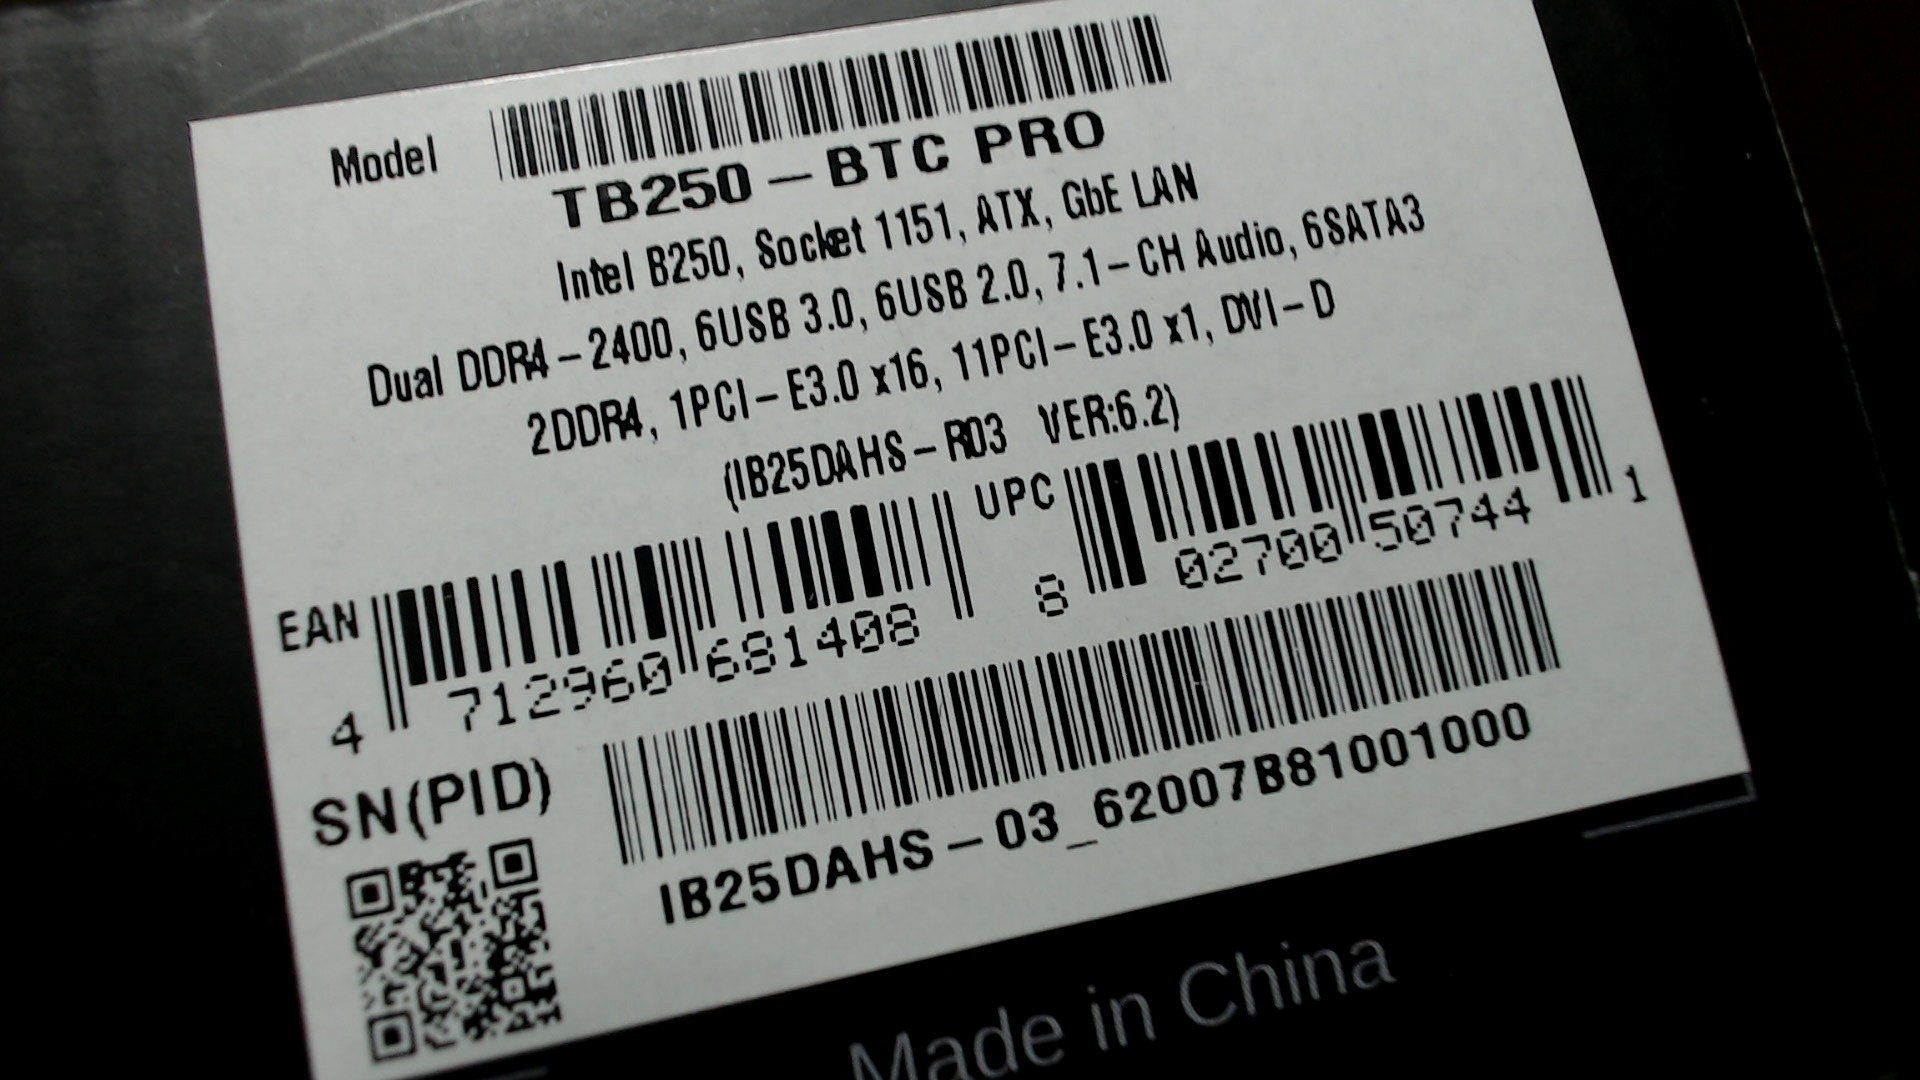 Model
TB250-BTC PRO
Intel B250, Socket 1151, ATX, GbE LAN
Dual DDR4-2400, 6USB 3.0, 6USB 2.0, 7.1-CH Audio, 6SATA3
2DDR4, 1PCI-E3.0 x16, 11PCI-E3.0 x1, DVI-D
(IB25DAHS-R03 VER:6.2)
EAN
4 712960 681408
UPC
8 02700 50744 1
SN(PID)
IB25DAHS-03_62007B81001000
Made in China